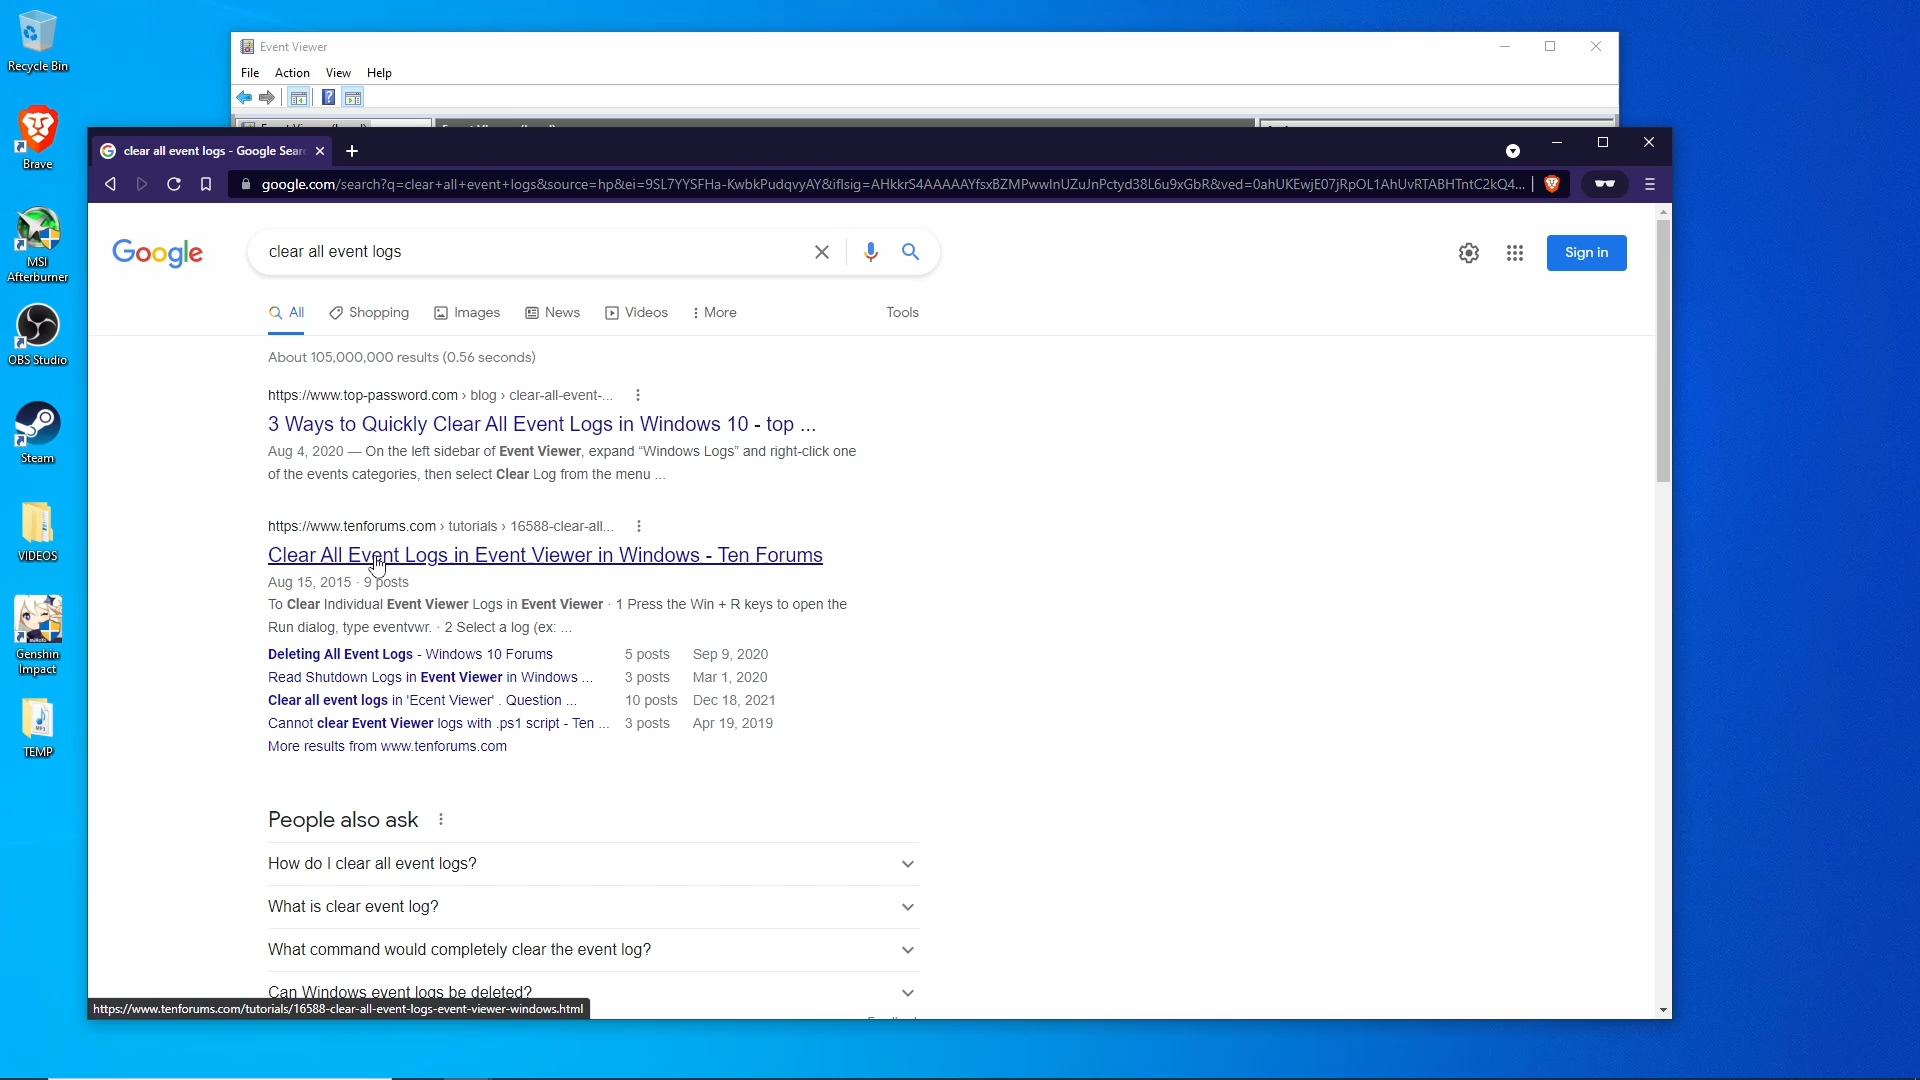 Recycle Bin
Brave
MSI
Afterburner
OBS Studio
Steam
VIDEOS
Genshin
Impact
TEMP
Event Viewer
File Action View Help
clear all event logs - Google Sear
google.com/search?q=clear+all+event+logs&source=hp&ei=9SL7YYSFHa-KwbkPudqvyAY&iflsig=AHkkrS4AAAAAYfsxBZMPwwInUZuJnPctyd38L6u9xGbR&ved=0ahUKEwjE07jRpOL1AhUvRTABHTntC2kQ4...
Google
clear all event logs
Sign in
All Shopping Images News Videos More Tools
About 105,000,000 results (0.56 seconds)
https://www.top-password.com › blog › clear-all-event-...
3 Ways to Quickly Clear All Event Logs in Windows 10 - top ...
Aug 4, 2020 — On the left sidebar of Event Viewer, expand “Windows Logs” and right-click one
of the events categories, then select Clear Log from the menu ...
https://www.tenforums.com › tutorials › 16588-clear-all...
Clear All Event Logs in Event Viewer in Windows - Ten Forums
Aug 15, 2015 · 9 posts
To Clear Individual Event Viewer Logs in Event Viewer · 1 Press the Win + R keys to open the
Run dialog, type eventvwr. · 2 Select a log (ex: ...
Deleting All Event Logs - Windows 10 Forums 5 posts Sep 9, 2020
Read Shutdown Logs in Event Viewer in Windows ... 3 posts Mar 1, 2020
Clear all event logs in 'Ecent Viewer' . Question ... 10 posts Dec 18, 2021
Cannot clear Event Viewer logs with .ps1 script - Ten ... 3 posts Apr 19, 2019
More results from www.tenforums.com
People also ask
How do I clear all event logs?
What is clear event log?
What command would completely clear the event log?
Can Windows event logs be deleted?
https://www.tenforums.com/tutorials/16588-clear-all-event-logs-event-viewer-windows.html